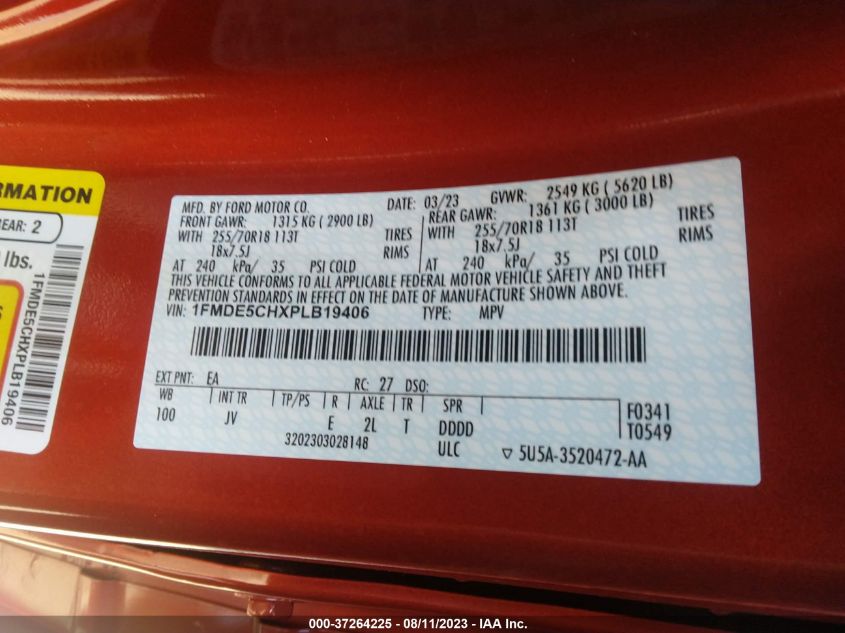 RMATION
EAR: 2
lbs.
1FMDE5CHXPLB19406
MFD. BY FORD MOTOR CO. DATE: 03/23 GVWR: 2549 KG ( 5620 LB)
FRONT GAWR: 1315 KG ( 2900 LB) REAR GAWR: 1361 KG ( 3000 LB)
WITH 255/70R18 113T TIRES WITH 255/70R18 113T TIRES
18x7.5J RIMS 18x7.5J RIMS
AT 240 kPa/ 35 PSI COLD AT 240 kPa/ 35 PSI COLD
THIS VEHICLE CONFORMS TO ALL APPLICABLE FEDERAL MOTOR VEHICLE SAFETY AND THEFT
PREVENTION STANDARDS IN EFFECT ON THE DATE OF MANUFACTURE SHOWN ABOVE.
VIN: 1FMDE5CHXPLB19406 TYPE: MPV
EXT PNT: EA RC: 27 DSO:
WB INT TR TP/PS R AXLE TR SPR
100 JV E 2L T DDDD F0341
3202303028148 ULC T0549
5U5A-3520472-AA
000-37264225 - 08/11/2023 - IAA Inc.